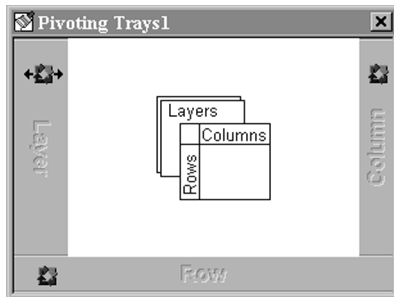 Pivoting Trays1
Layer
Layers
Columns
Rows
Column
Row